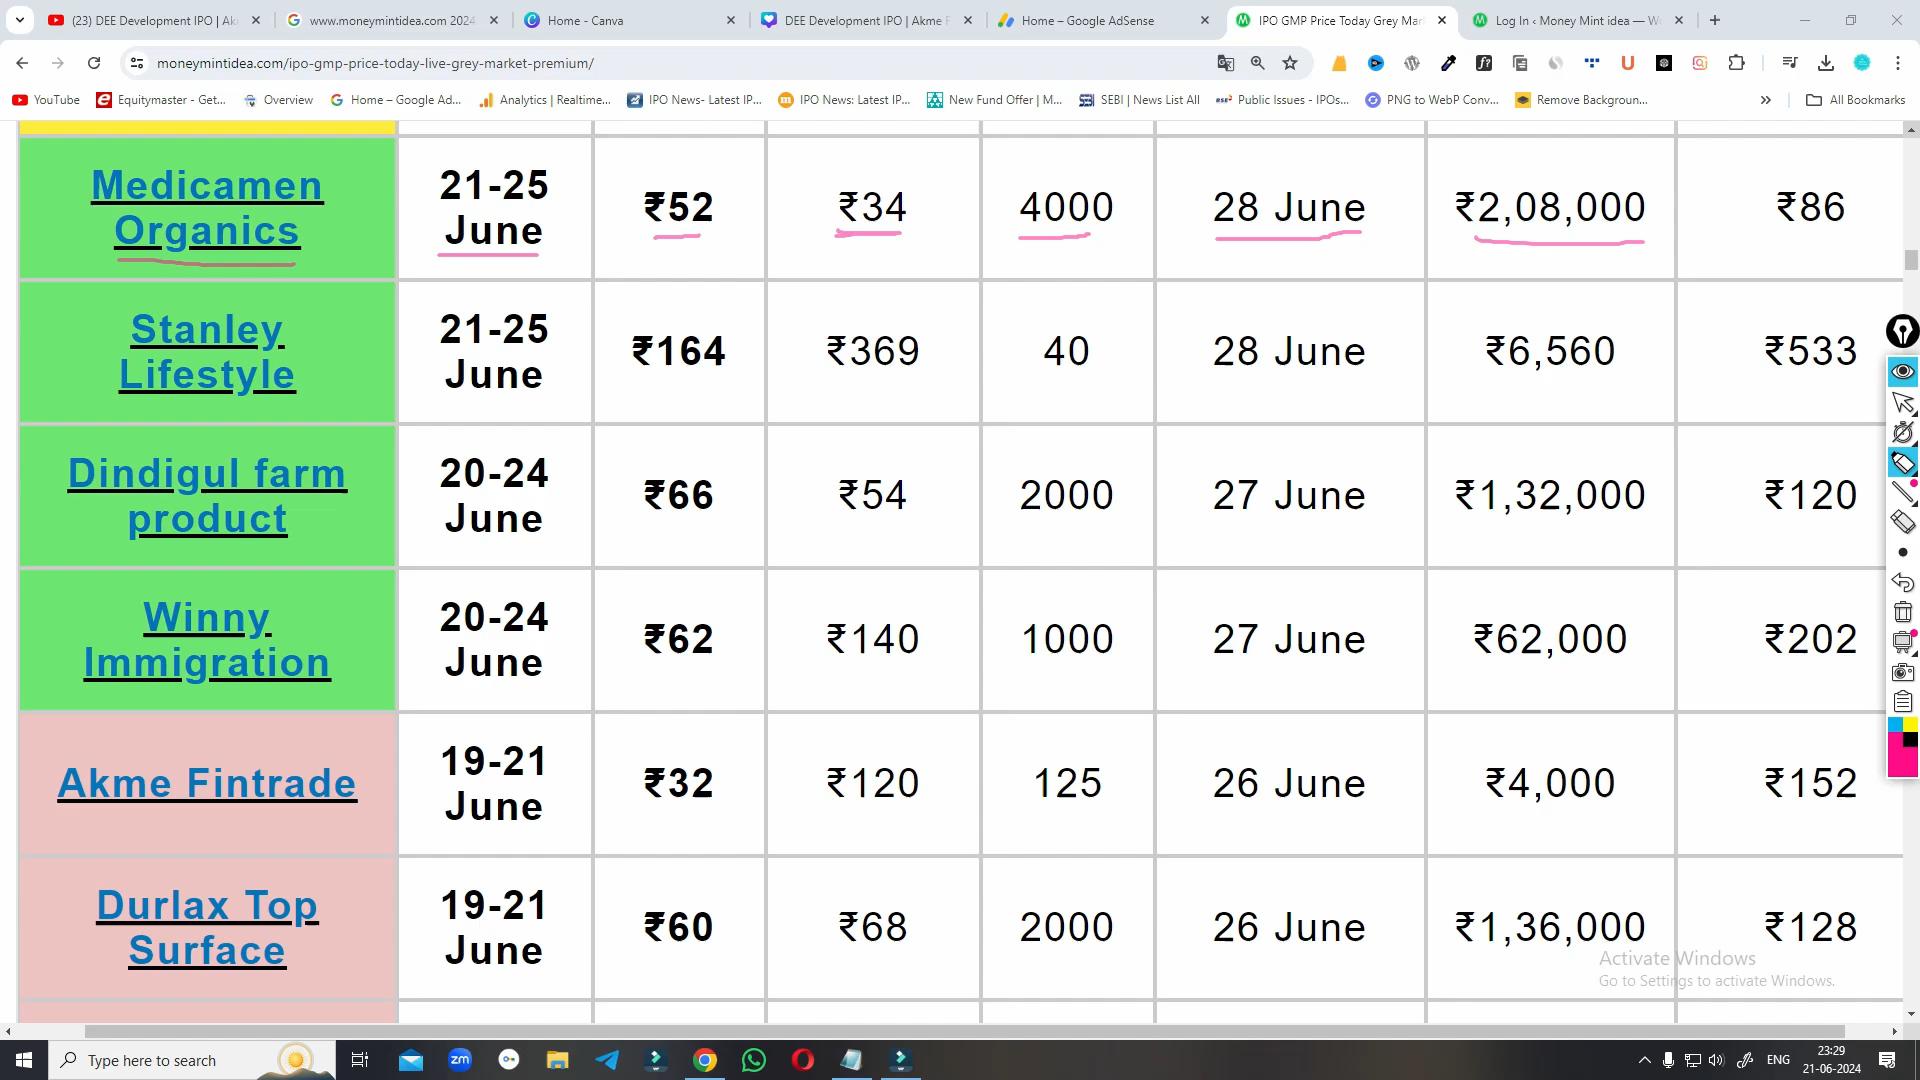 (23) DEE Development IPO | Ak
www.moneymintidea.com 2024
Home - Canva
DEE Development IPO | Akme F
Home – Google AdSense
IPO GMP Price Today Grey Mar
Log In ‹ Money Mint idea — W
moneymintidea.com/ipo-gmp-price-today-live-grey-market-premium/
YouTube
Equitymaster - Get...
Overview
Home – Google Ad...
Analytics | Realtime...
IPO News- Latest IP...
IPO News: Latest IP...
New Fund Offer | M...
SEBI | News List All
Public Issues - IPOs...
PNG to WebP Conv...
Remove Backgroun...
All Bookmarks
Medicamen Organics 21-25 June ₹52 ₹34 4000 28 June ₹2,08,000 ₹86
Stanley Lifestyle 21-25 June ₹164 ₹369 40 28 June ₹6,560 ₹533
Dindigul farm product 20-24 June ₹66 ₹54 2000 27 June ₹1,32,000 ₹120
Winny Immigration 20-24 June ₹62 ₹140 1000 27 June ₹62,000 ₹202
Akme Fintrade 19-21 June ₹32 ₹120 125 26 June ₹4,000 ₹152
Durlax Top Surface 19-21 June ₹60 ₹68 2000 26 June ₹1,36,000 ₹128
Activate Windows
Go to Settings to activate Windows.
Type here to search
zm
ENG
23:29
21-06-2024